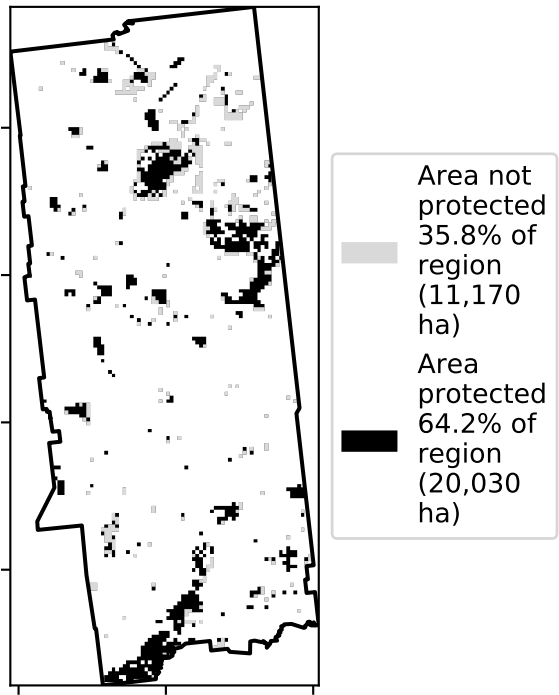 Area not
protected
35.8% of
region
(11,170
ha)
Area
protected
64.2% of
region
(20,030
ha)